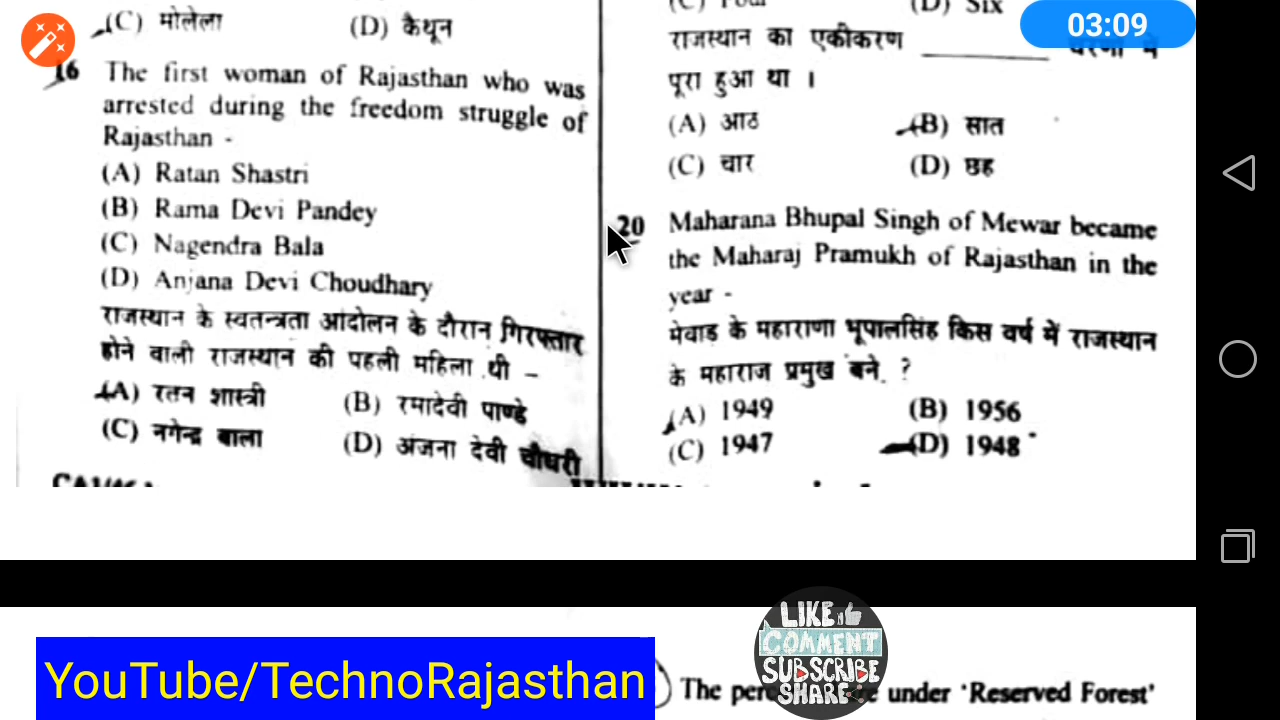 (C) मोलेला (D) कैथून
16 The first woman of Rajasthan who was
arrested during the freedom struggle of
Rajasthan -
(A) Ratan Shastri
(B) Rama Devi Pandey
(C) Nagendra Bala
(D) Anjana Devi Choudhary
राजस्थान के स्वतन्त्रता आंदोलन के दौरान गिरफ्तार
होने वाली राजस्थान की पहली महिला थी -
(A) रतन शास्त्री (B) रमादेवी पाण्डे
(C) नगेन्द्र बाला (D) अंजना देवी चौधरी
(D) Six
03:09
राजस्थान का एकीकरण ____________ में
पूरा हुआ था ।
(A) आठ (B) सात
(C) चार (D) छह
20 Maharana Bhupal Singh of Mewar became
the Maharaj Pramukh of Rajasthan in the
year -
मेवाड़ के महाराणा भूपालसिंह किस वर्ष में राजस्थान
के महाराज प्रमुख बने ?
(A) 1949 (B) 1956
(C) 1947 (D) 1948
YouTube/TechnoRajasthan
LIKE
COMMENT
SUBSCRIBE
SHARE
The under 'Reserved Forest'